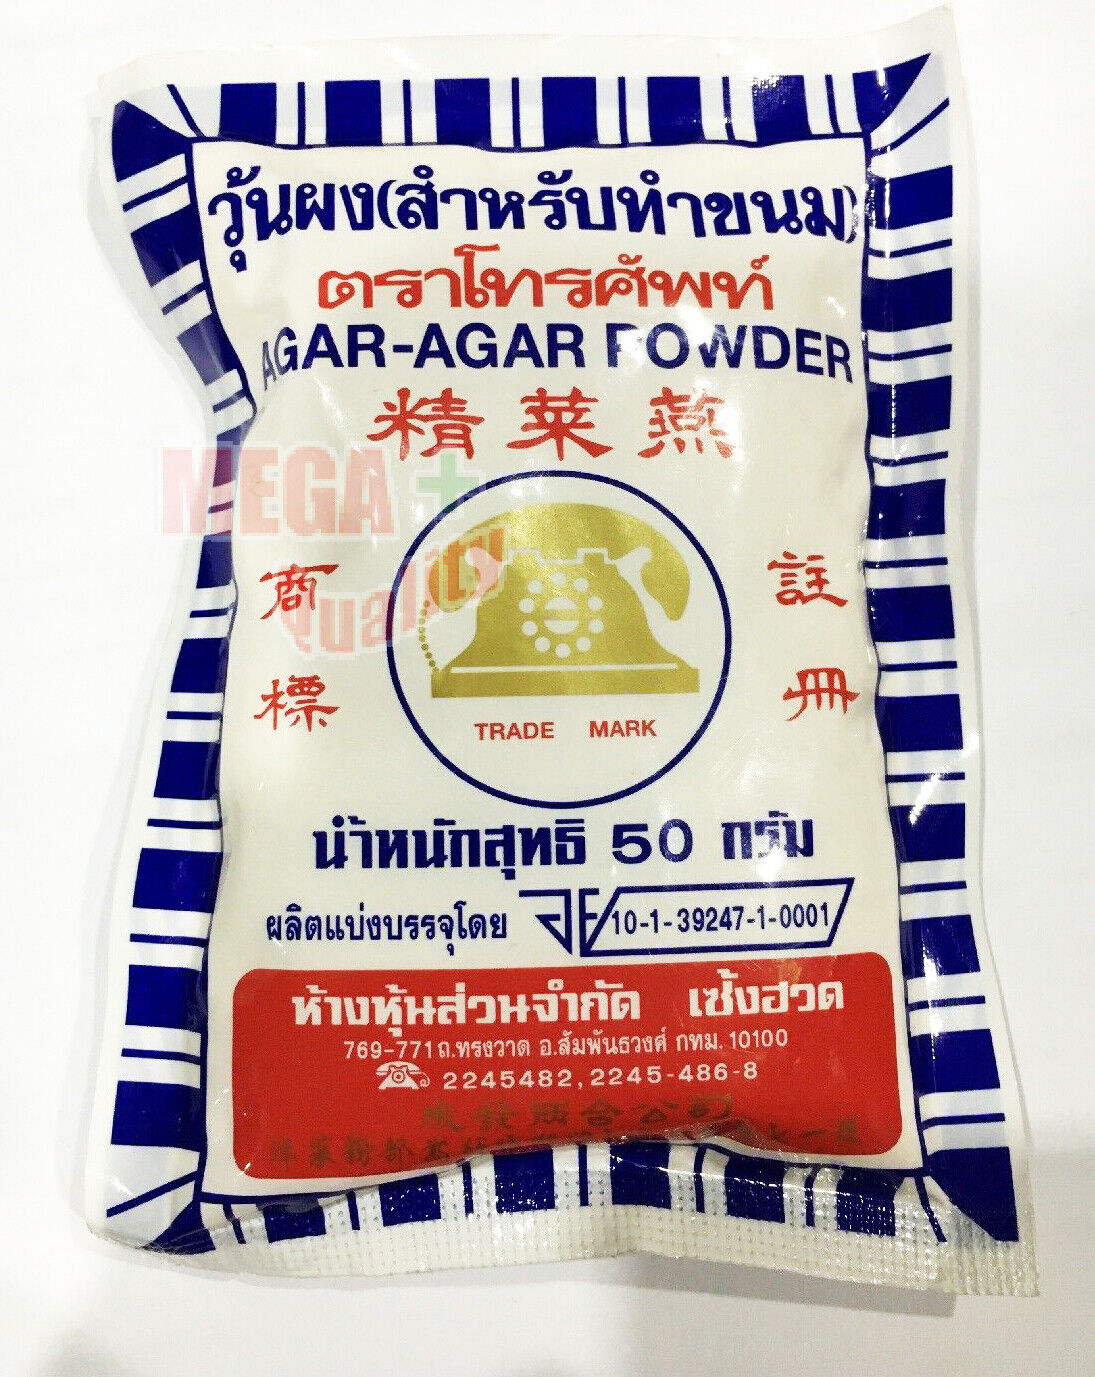 วุ้นผง(สำหรับทำขนม)
ตราโทรศัพท์
AGAR-AGAR POWDER
精菜燕
MEGA +
quality
商標
註冊
TRADE MARK
น้ำหนักสุทธิ 50 กรัม
ผลิตแบ่งบรรจุโดย 10-1-39247-1-0001
ห้างหุ้นส่วนจำกัด เซ้งฮวด
769-771 ถ.ทรงวาด อ.สัมพันธวงศ์ กทม. 10100
2245482, 2245-486-8
公司